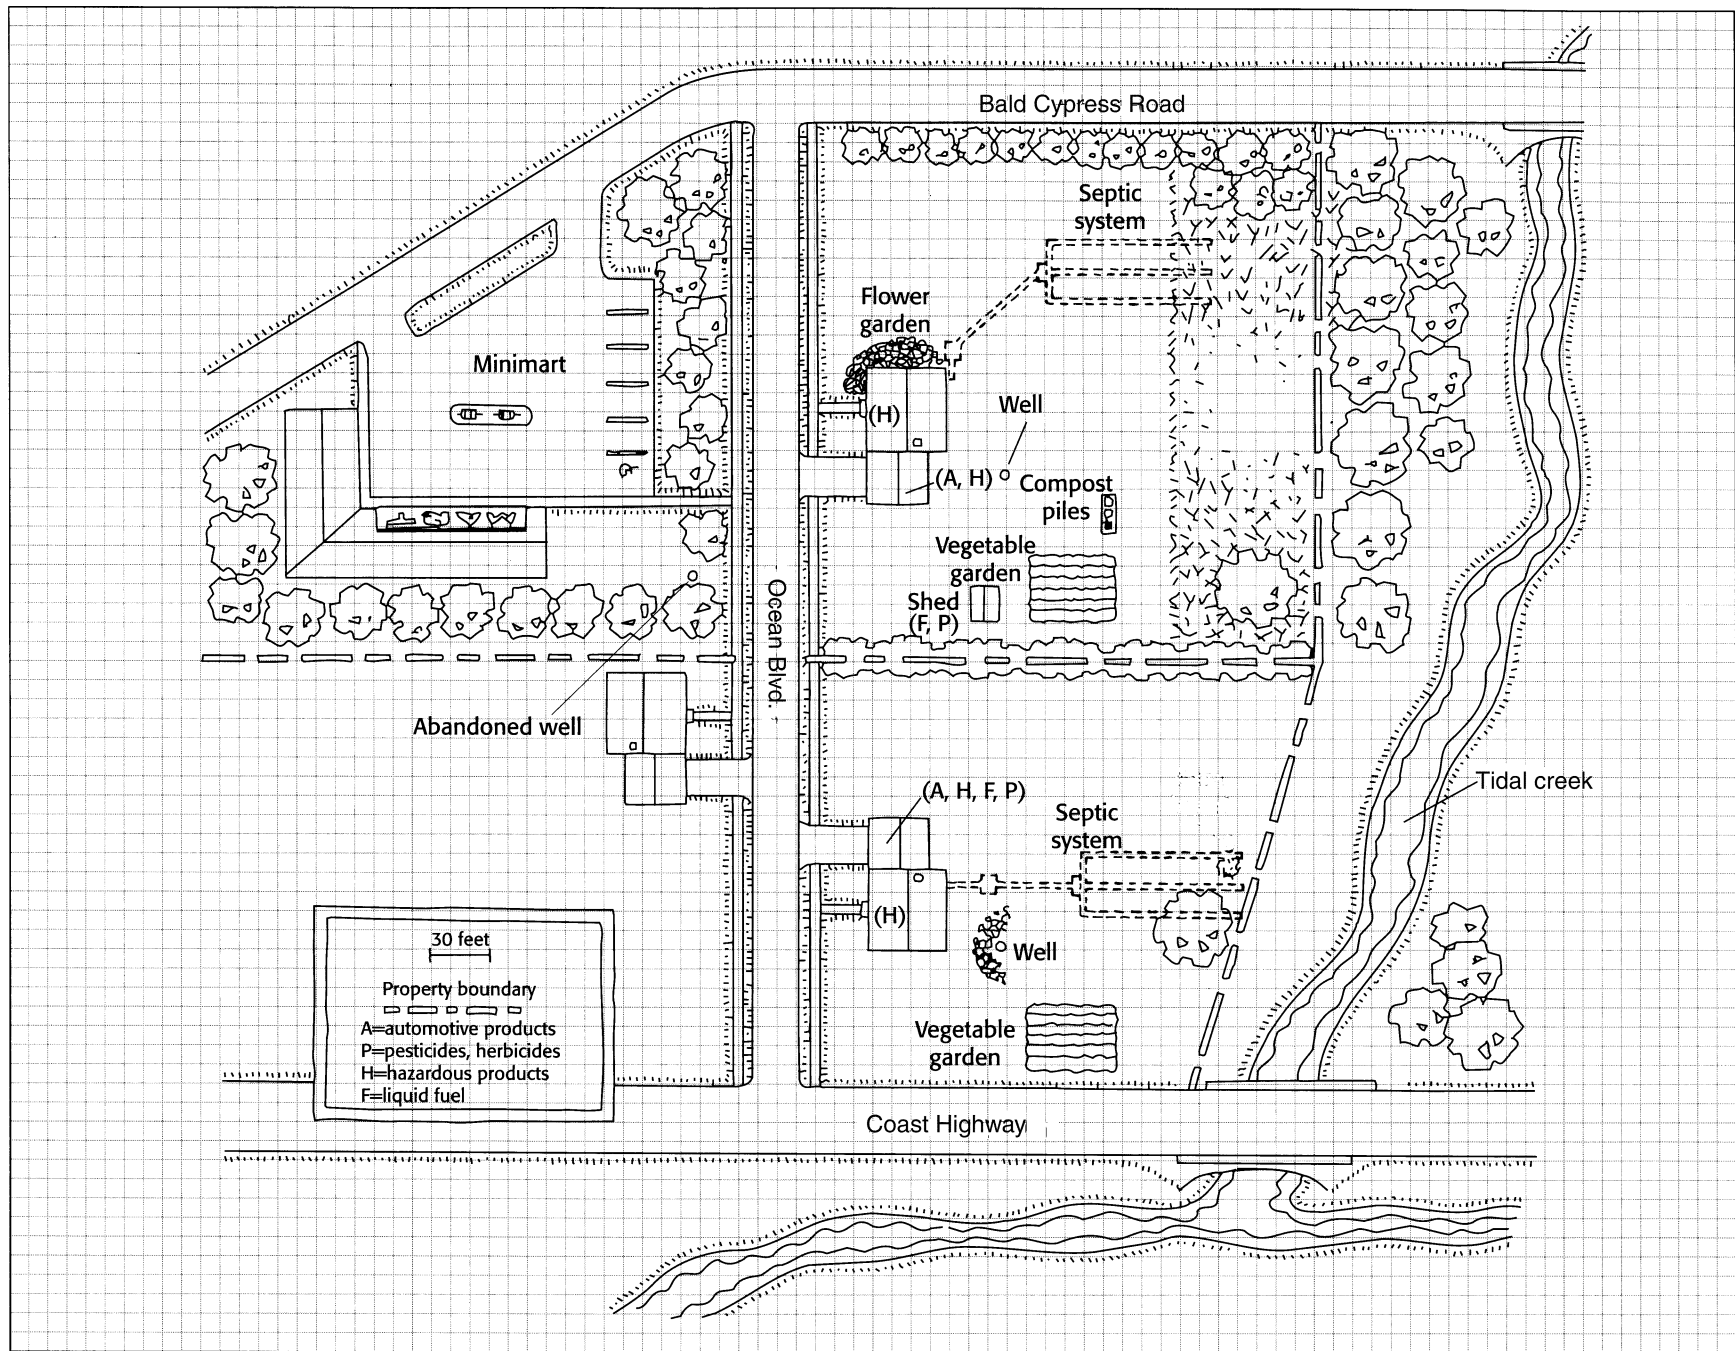 Bald Cypress Road
Septic
system
Flower
garden
Minimart
Well
(H)
(A, H)
Compost
piles
Vegetable
garden
Shed
(F, P)
Ocean Blvd.
Abandoned well
(A, H, F, P)
Tidal creek
Septic
system
(H)
Well
Vegetable
garden
30 feet
Property boundary
A=automotive products
P=pesticides, herbicides
H=hazardous products
F=liquid fuel
Coast Highway